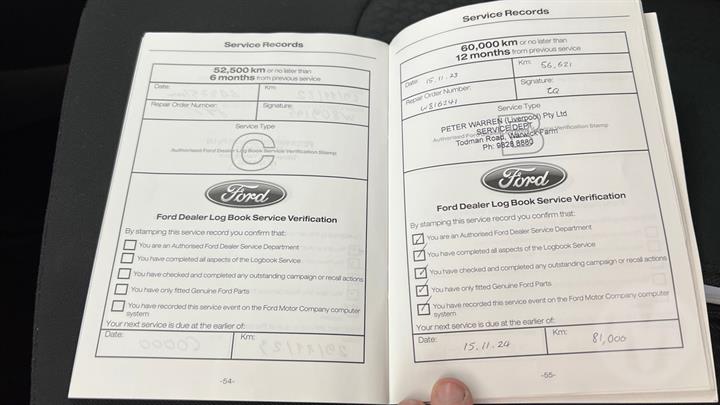 Service Records
52,500 km or no later than
6 months from previous service
Date:
Km:
Repair Order Number:
Signature:
Service Type
C
Authorised Ford Dealer Log Book Service Verification Stamp
Ford
Ford Dealer Log Book Service Verification
By stamping this service record you confirm that:
You are an Authorised Ford Dealer Service Department
You have completed all aspects of the Logbook Service
You have checked and completed any outstanding campaign or recall actions
You have only fitted Genuine Ford Parts
You have recorded this service event on the Ford Motor Company computer
system
Your next service is due at the earlier of:
Date:
Km:
-54-
Service Records
60,000 km or no later than
12 months from previous service
Date: 15.11.23
Km: 56,621
Repair Order Number:
W816241
Signature:
Service Type
PETER WARREN (Liverpool) Pty Ltd
SERVICE DEPT.
Authorised Ford Service Verification Stamp
Todman Road, Warwick Farm
Ph: 9828 8880
Ford
Ford Dealer Log Book Service Verification
By stamping this service record you confirm that:
You are an Authorised Ford Dealer Service Department
You have completed all aspects of the Logbook Service
You have checked and completed any outstanding campaign or recall actions
You have only fitted Genuine Ford Parts
You have recorded this service event on the Ford Motor Company computer
system
Your next service is due at the earlier of:
Date:
15.11.24
Km:
81,000
-55-